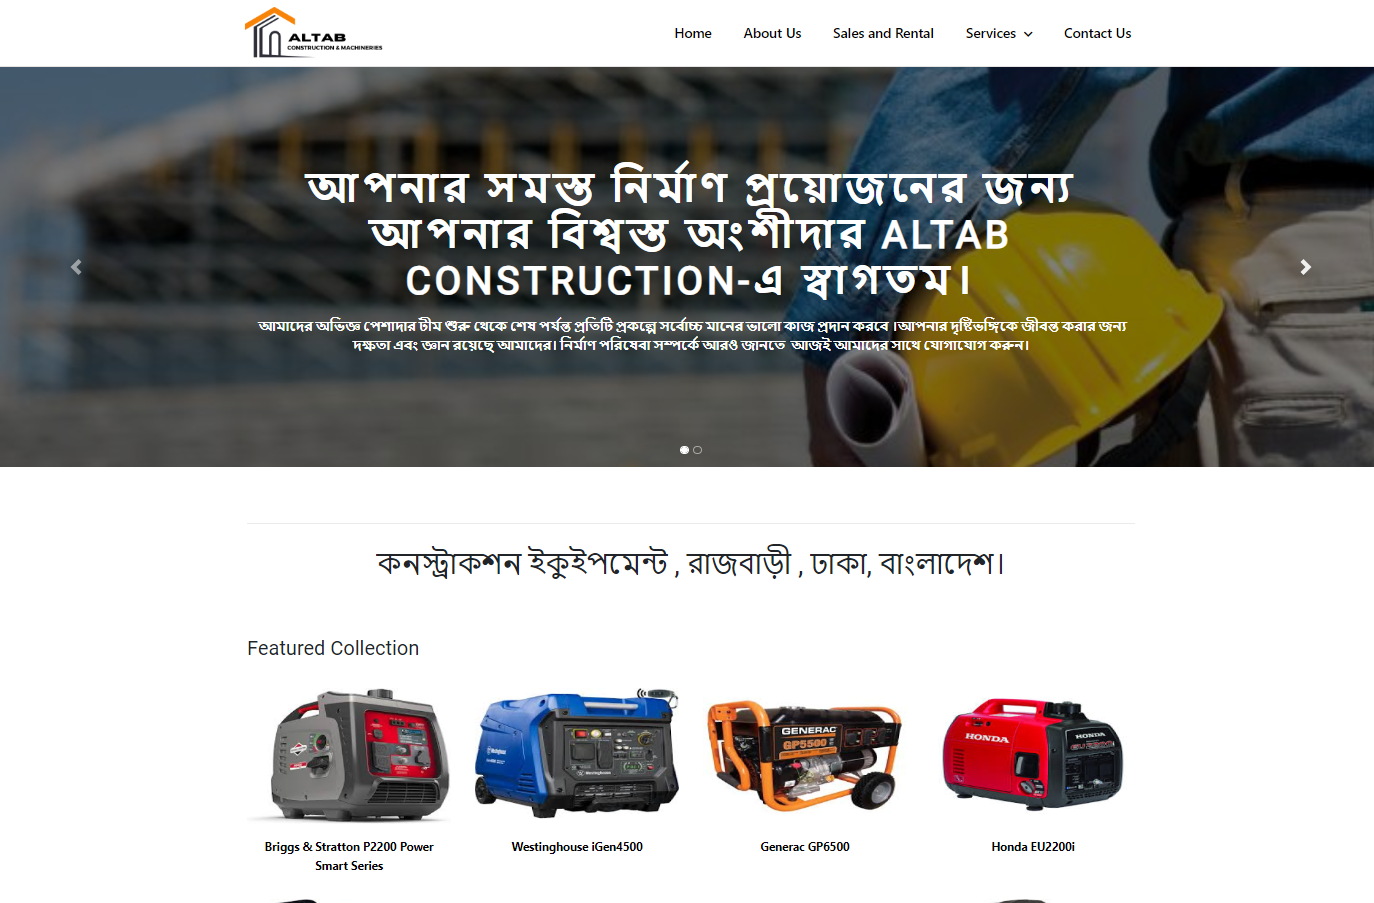 ALTAB
CONSTRUCTION & MACHINERIES
Home
About Us
Sales and Rental
Services
Contact Us
আপনার সমস্ত নির্মাণ প্রয়োজনের জন্য
আপনার বিশ্বস্ত অংশীদার ALTAB
CONSTRUCTION-এ স্বাগতম।
আমাদের অভিজ্ঞ পেশাদার টীম শুরু থেকে শেষ পর্যন্ত প্রতিটি প্রকল্পে সর্বোচ্চ মানের ভালো কাজ প্রদান করবে ।আপনার দৃষ্টিভঙ্গিকে জীবন্ত করার জন্য
দক্ষতা এবং জ্ঞান রয়েছে আমাদের। নির্মাণ পরিষেবা সম্পর্কে আরও জানতে আজই আমাদের সাথে যোগাযোগ করুন।
কনস্ট্রাকশন ইকুইপমেন্ট , রাজবাড়ী , ঢাকা, বাংলাদেশ।
Featured Collection
Westinghouse
GENERAC
GP5500
HONDA
HONDA
Briggs & Stratton P2200 Power
Smart Series
Westinghouse iGen4500
Generac GP6500
Honda EU2200i